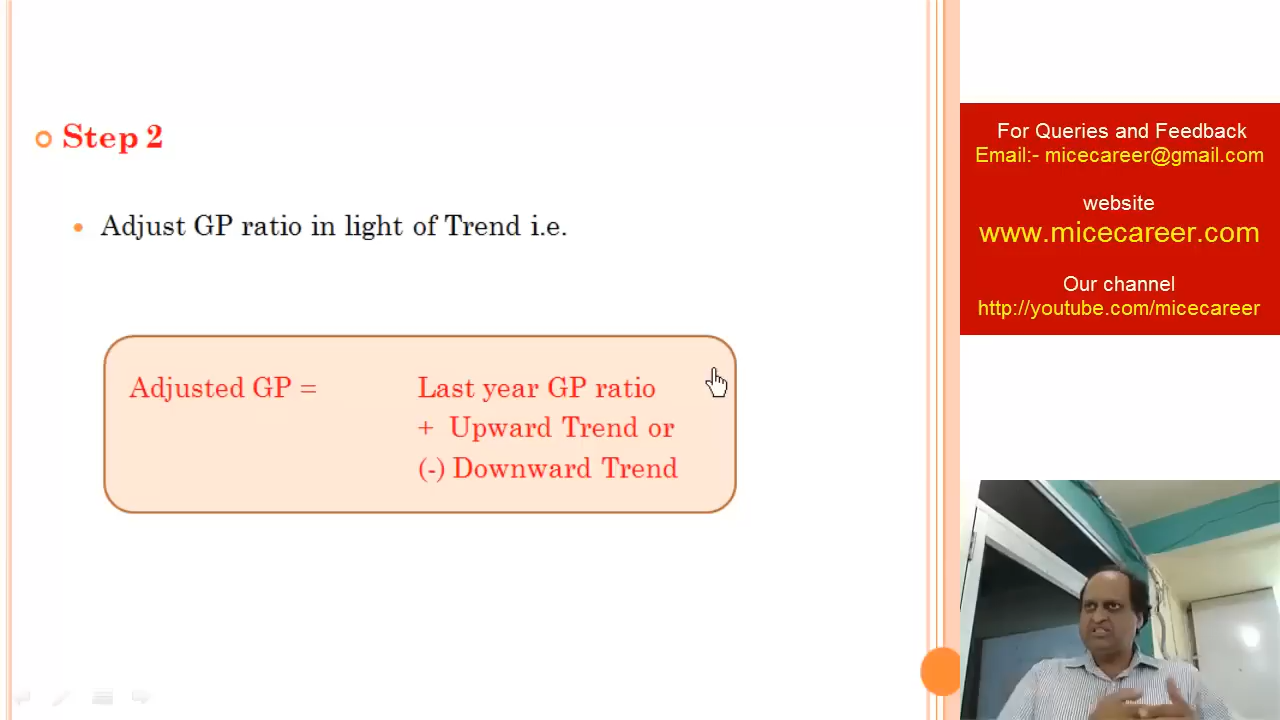 Step 2
Adjust GP ratio in light of Trend i.e.
Adjusted GP = Last year GP ratio
+ Upward Trend or
(-) Downward Trend
For Queries and Feedback
Email:- micecareer@gmail.com
website
www.micecareer.com
Our channel
http://youtube.com/micecareer